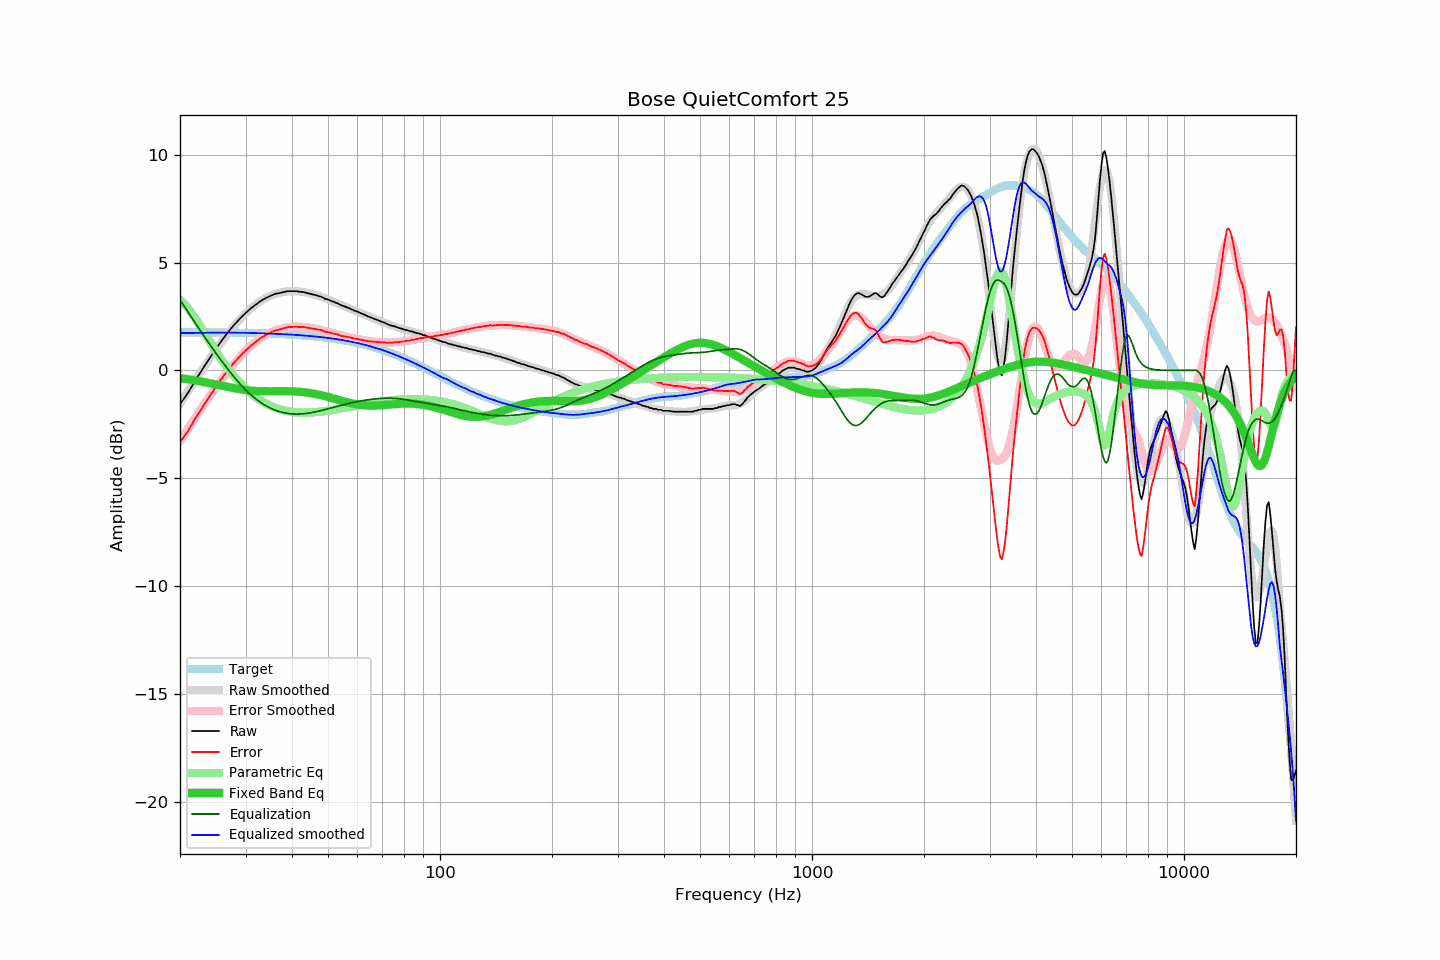 Bose QuietComfort 25
10
5
0
−5
−10
−15
−20
Amplitude (dBr)
Target
Raw Smoothed
Error Smoothed
Raw
Error
Parametric Eq
Fixed Band Eq
Equalization
Equalized smoothed
100 1000 10000
Frequency (Hz)